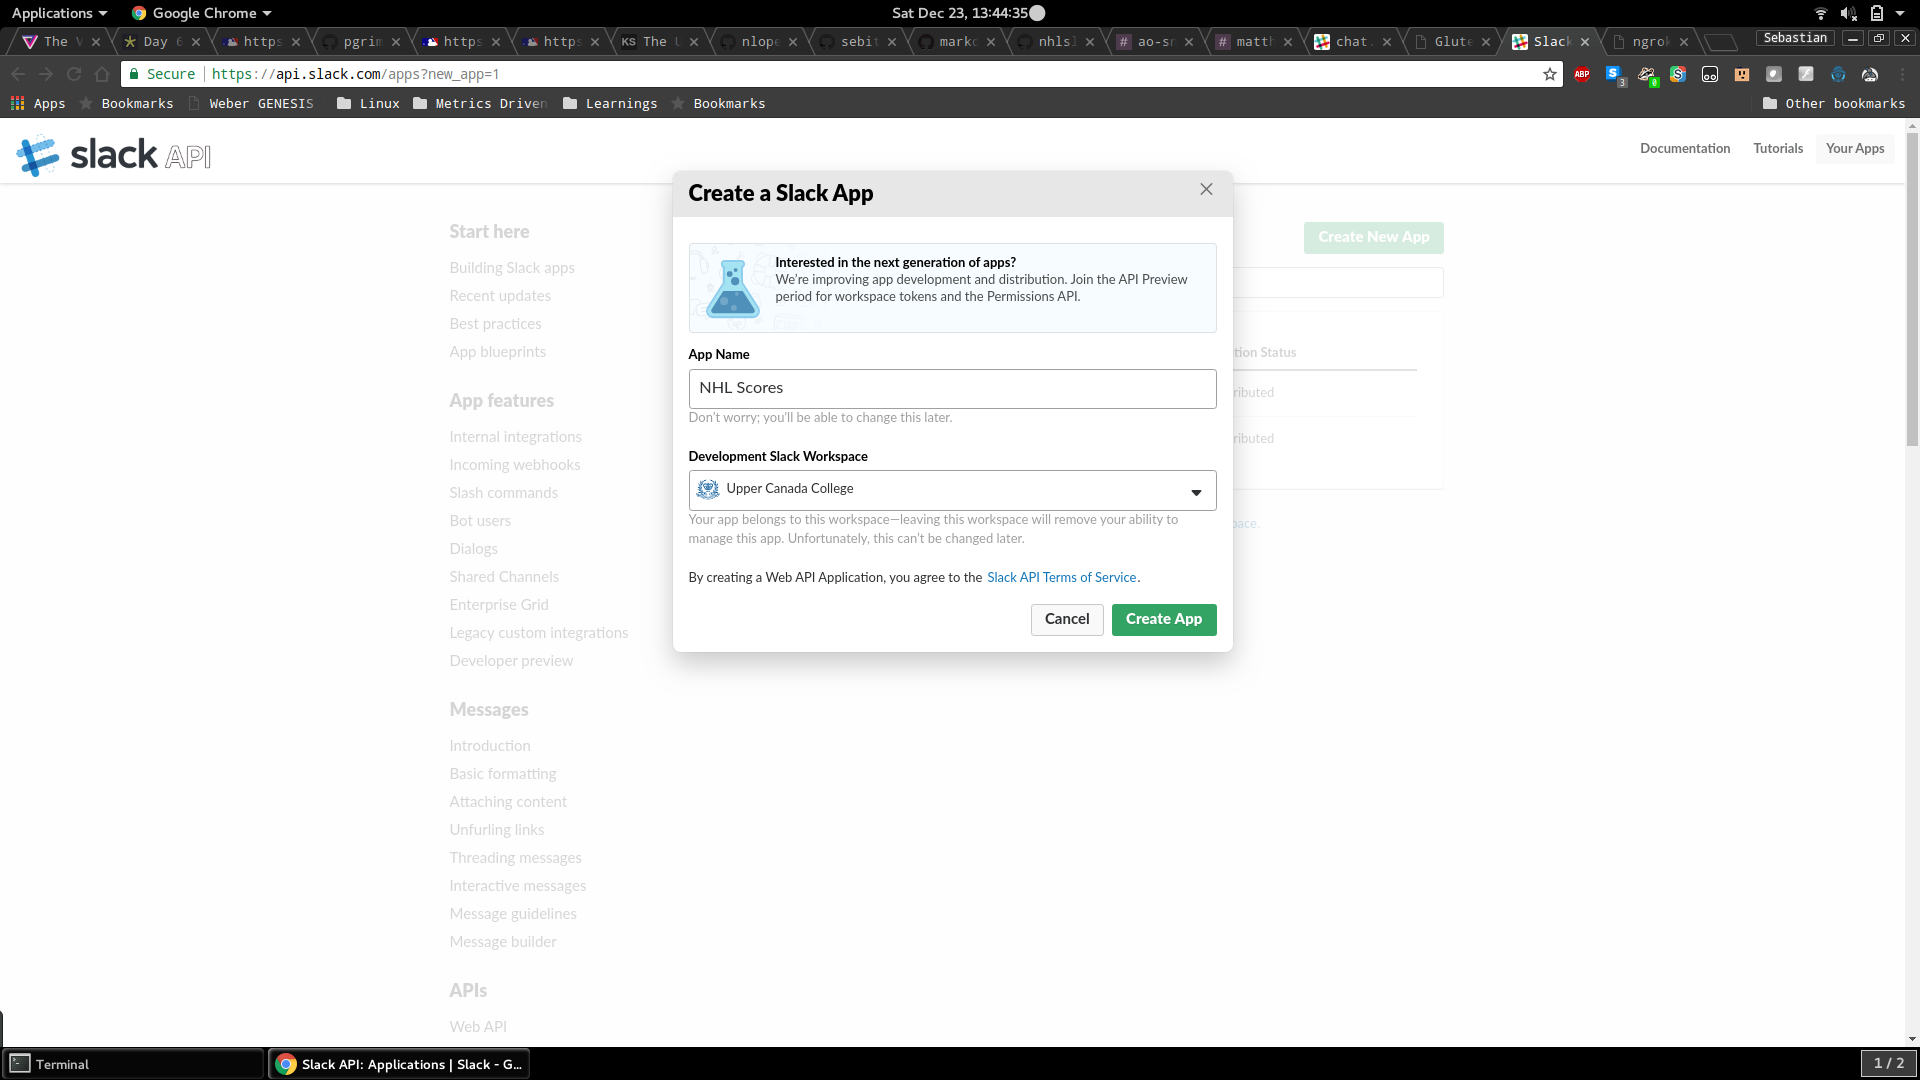 Applications
Google Chrome
Sat Dec 23, 13:44:35
The V
Day 6
https
pgrim
https
https
KS The U
nlope
sebit
marko
nhlsl
# ao-sn
# matth
chat.
Glute
Slack
ngrok
Sebastian
Secure
https://api.slack.com/apps?new_app=1
ABP
3
0
Apps
Bookmarks
Weber GENESIS
Linux
Metrics Driven
Learnings
Bookmarks
Other bookmarks
slack API
Documentation
Tutorials
Your Apps
Start here
Building Slack apps
Recent updates
Best practices
App blueprints
App features
Internal integrations
Incoming webhooks
Slash commands
Bot users
Dialogs
Shared Channels
Enterprise Grid
Legacy custom integrations
Developer preview
Messages
Introduction
Basic formatting
Attaching content
Unfurling links
Threading messages
Interactive messages
Message guidelines
Message builder
APIs
Web API
Create a Slack App
Interested in the next generation of apps?
We're improving app development and distribution. Join the API Preview
period for workspace tokens and the Permissions API.
App Name
NHL Scores
Don't worry; you'll be able to change this later.
Development Slack Workspace
Upper Canada College
Your app belongs to this workspace—leaving this workspace will remove your ability to
manage this app. Unfortunately, this can't be changed later.
By creating a Web API Application, you agree to the Slack API Terms of Service.
Cancel
Create App
Create New App
tion Status
ributed
ributed
pace.
Terminal
Slack API: Applications | Slack - G...
1 / 2